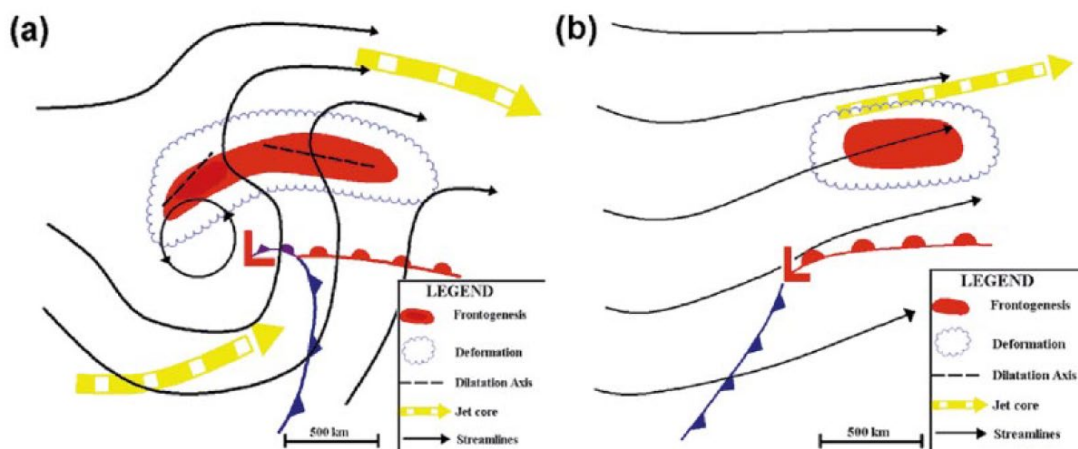 (a)
L
LEGEND
Frontogenesis
Deformation
Dilatation Axis
Jet core
Streamlines
500 km
(b)
L
LEGEND
Frontogenesis
Deformation
Dilatation Axis
Jet core
Streamlines
500 km